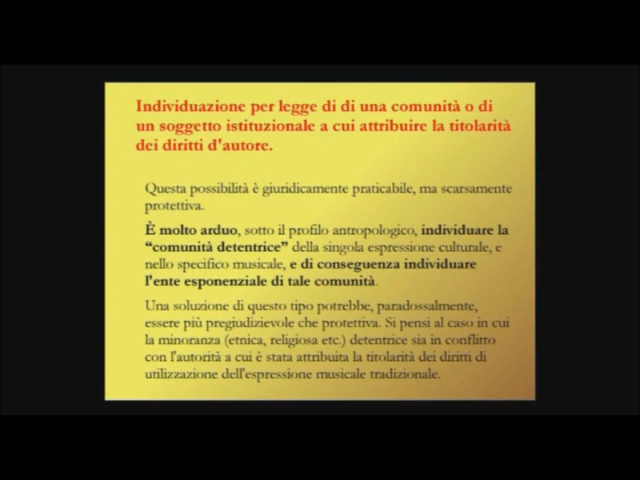 Individuazione per legge di di una comunità o di
un soggetto istituzionale a cui attribuire la titolarità
dei diritti d'autore.
Questa possibilità è giuridicamente praticabile, ma scarsamente
protettiva.
È molto arduo, sotto il profilo antropologico, individuare la
“comunità detentrice” della singola espressione culturale, e
nello specifico musicale, e di conseguenza individuare
l'ente esponenziale di tale comunità.
Una soluzione di questo tipo potrebbe, paradossalmente,
essere più pregiudizievole che protettiva. Si pensi al caso in cui
la minoranza (etnica, religiosa etc.) detentrice sia in conflitto
con l'autorità a cui è stata attribuita la titolarità dei diritti di
utilizzazione dell'espressione musicale tradizionale.